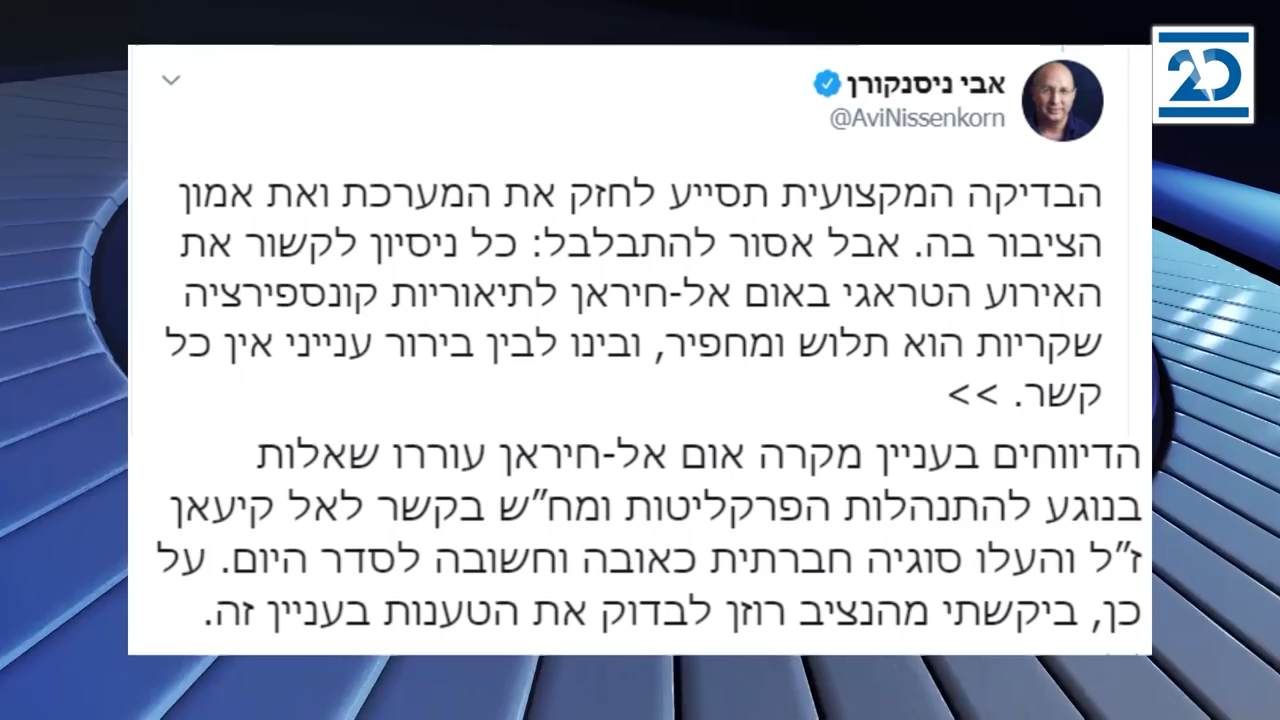 20
אבי ניסנקורן
@AviNissenkorn
הבדיקה המקצועית תסייע לחזק את המערכת ואת אמון
הציבור בה. אבל אסור להתבלבל: כל ניסיון לקשור את
האירוע הטראגי באום אל-חיראן לתיאוריות קונספירציה
שקריות הוא תלוש ומחפיר, ובינו לבין בירור ענייני אין כל
קשר. >>
הדיווחים בעניין מקרה אום אל-חיראן עוררו שאלות
בנוגע להתנהלות הפרקליטות ומח״ש בקשר לאל קיעאן
ז״ל והעלו סוגיה חברתית כאובה וחשובה לסדר היום. על
כן, ביקשתי מהנציב רוזן לבדוק את הטענות בעניין זה.